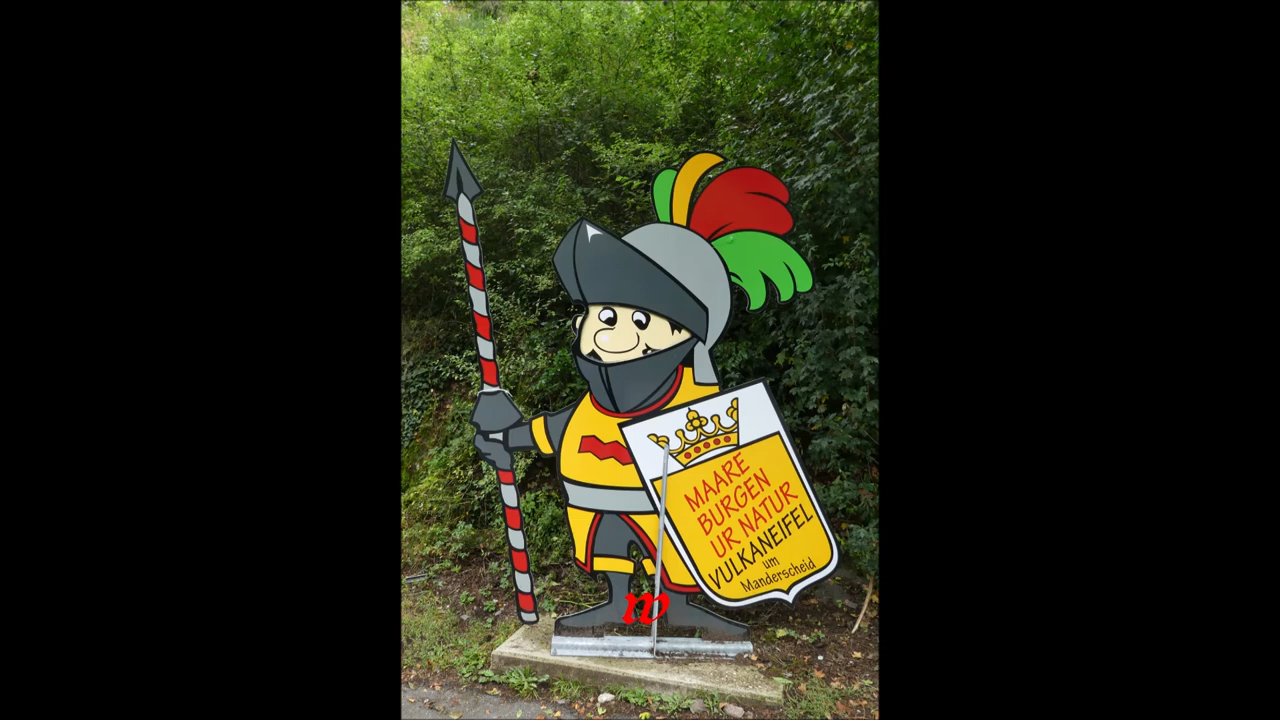 MAARE
BURGEN
UR NATUR
VULKANEIFEL
um
Manderscheid
w